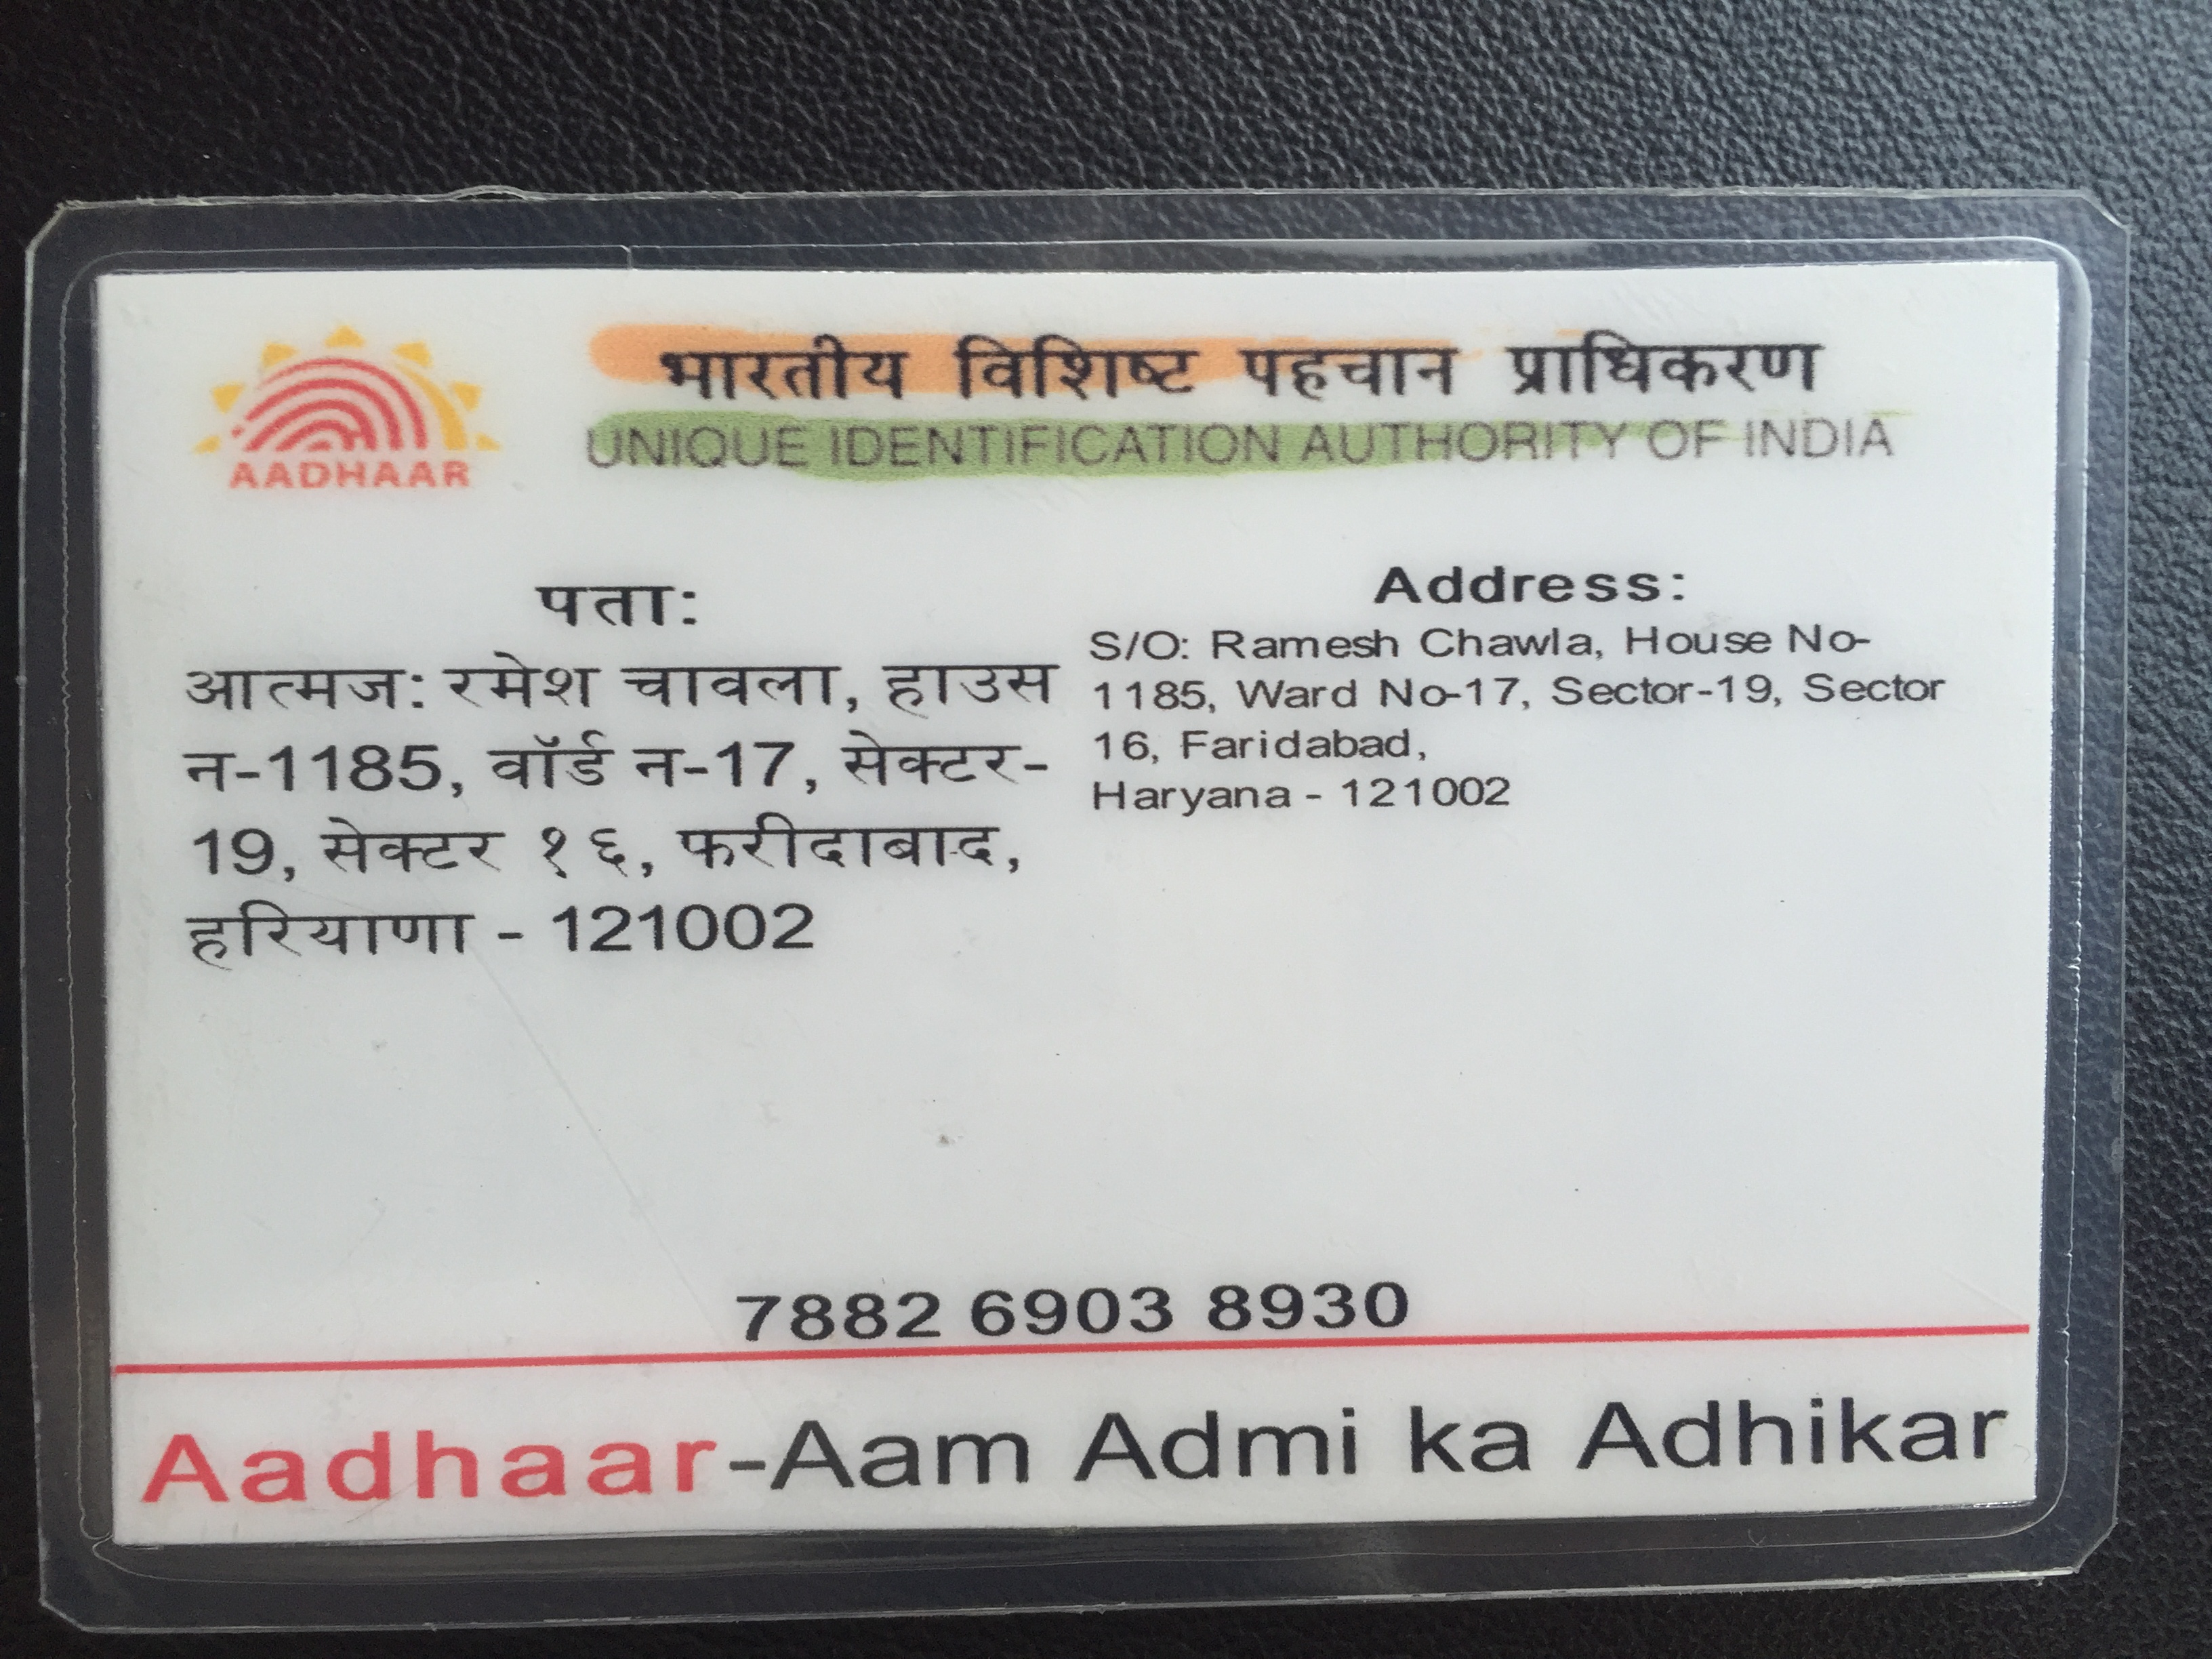 AADHAAR
भारतीय विशिष्ट पहचान प्राधिकरण
UNIQUE IDENTIFICATION AUTHORITY OF INDIA
पता:
आत्मज: रमेश चावला, हाउस
न-1185, वॉर्ड न-17, सेक्टर-
19, सेक्टर १६, फरीदाबाद,
हरियाणा - 121002
Address:
S/O: Ramesh Chawla, House No-
1185, Ward No-17, Sector-19, Sector
16, Faridabad,
Haryana - 121002
7882 6903 8930
Aadhaar-Aam Admi ka Adhikar